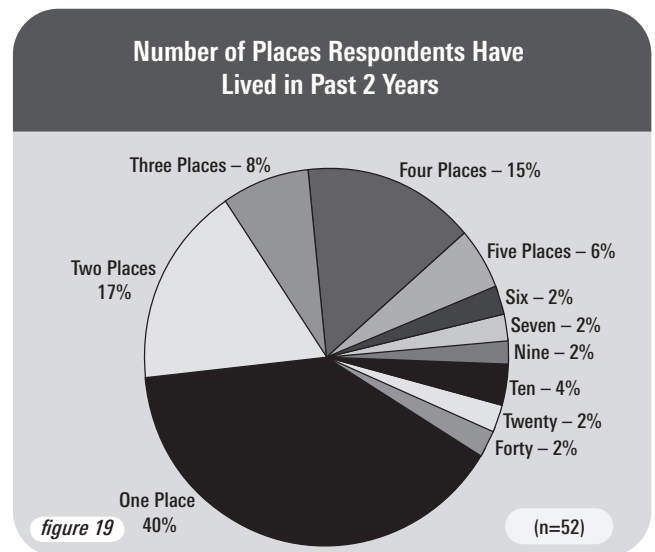 Number of Places Respondents Have
Lived in Past 2 Years
Three Places – 8%
Four Places – 15%
Five Places – 6%
Two Places
17%
Six – 2%
Seven – 2%
Nine – 2%
Ten – 4%
Twenty – 2%
Forty – 2%
One Place
40%
figure 19
(n=52)